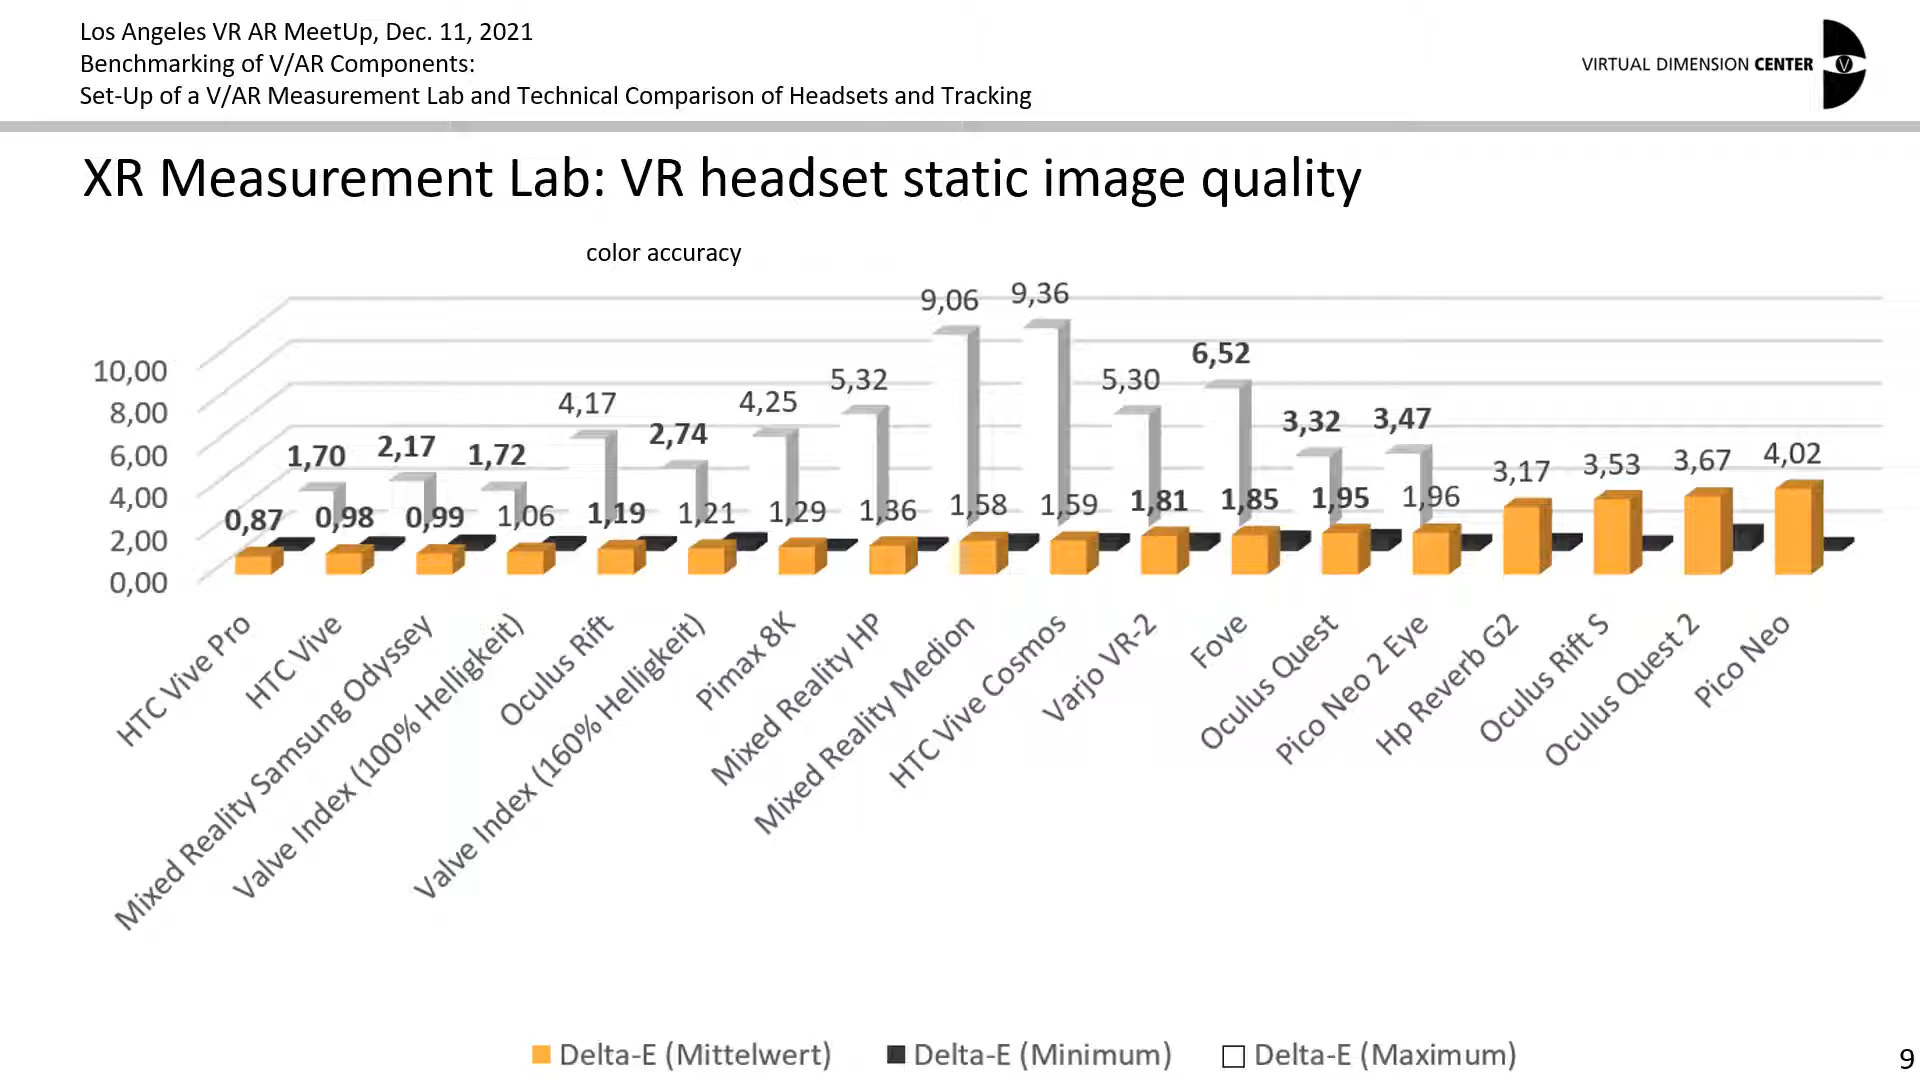 Los Angeles VR AR MeetUp, Dec. 11, 2021
Benchmarking of V/AR Components:
Set-Up of a V/AR Measurement Lab and Technical Comparison of Headsets and Tracking
VIRTUAL DIMENSION CENTER
V
XR Measurement Lab: VR headset static image quality
color accuracy
10,00
8,00
6,00
4,00
2,00
0,00
1,70
2,17
1,72
4,17
2,74
4,25
5,32
9,06
9,36
5,30
6,52
3,32
3,47
0,87
0,98
0,99
1,06
1,19
1,21
1,29
1,36
1,58
1,59
1,81
1,85
1,95
1,96
3,17
3,53
3,67
4,02
HTC Vive Pro
HTC Vive
Mixed Reality Samsung Odyssey
Valve Index (100% Helligkeit)
Oculus Rift
Valve Index (160% Helligkeit)
Pimax 8K
Mixed Reality HP
Mixed Reality Medion
HTC Vive Cosmos
Varjo VR-2
Fove
Oculus Quest
Pico Neo 2 Eye
Hp Reverb G2
Oculus Rift S
Oculus Quest 2
Pico Neo
Delta-E (Mittelwert)
Delta-E (Minimum)
Delta-E (Maximum)
9